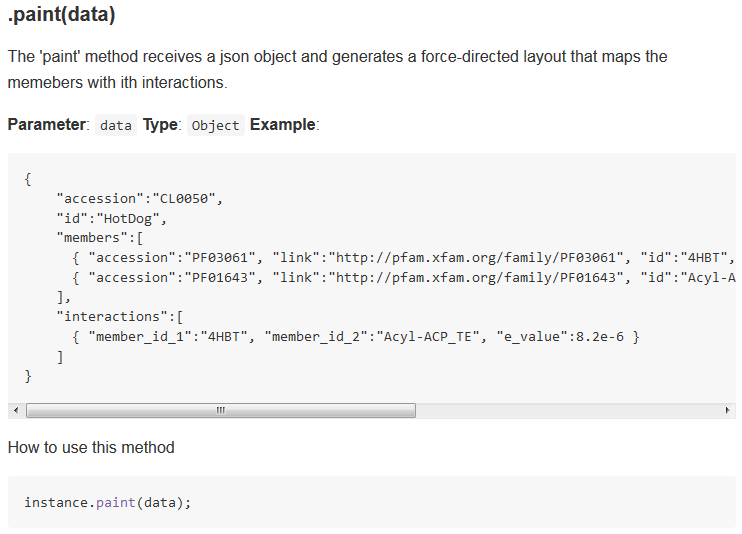 .paint(data)
The 'paint' method receives a json object and generates a force-directed layout that maps the
memebers with ith interactions.
Parameter: data Type: Object Example:
{
    "accession":"CL0050",
    "id":"HotDog",
    "members":[
      { "accession":"PF03061", "link":"http://pfam.xfam.org/family/PF03061", "id":"4HBT",
      { "accession":"PF01643", "link":"http://pfam.xfam.org/family/PF01643", "id":"Acyl-A
    ],
    "interactions":[
      { "member_id_1":"4HBT", "member_id_2":"Acyl-ACP_TE", "e_value":8.2e-6 }
    ]
}
How to use this method
instance.paint(data);